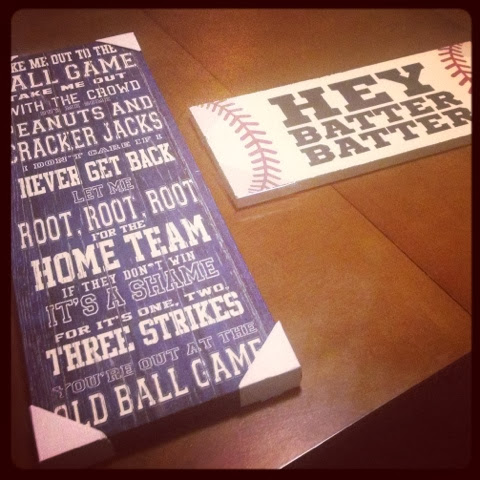 ME OUT TO THE
ALL GAME
TAKE ME OUT
WITH THE CROWD
PEANUTS AND
CRACKER JACKS
I DON'T CARE IF I
NEVER GET BACK
LET ME
ROOT, ROOT, ROOT
FOR THE
HOME TEAM
IF THEY DON'T WIN
IT'S A SHAME
FOR IT'S ONE, TWO,
THREE STRIKES
YOU'RE OUT AT THE
OLD BALL GAME
HEY
BATTER
BATTER